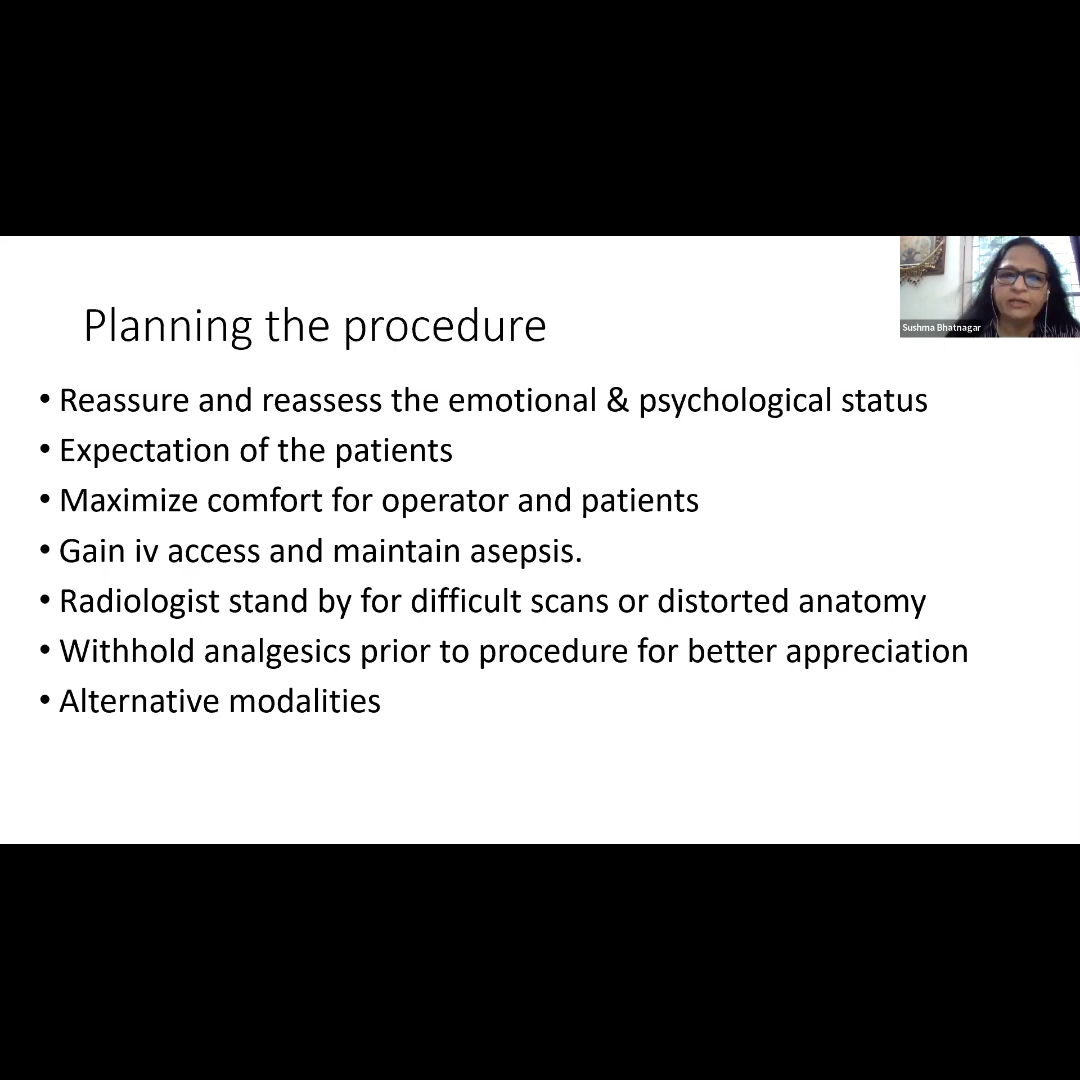 Sushma Bhatnagar
Planning the procedure
• Reassure and reassess the emotional & psychological status
• Expectation of the patients
• Maximize comfort for operator and patients
• Gain iv access and maintain asepsis.
• Radiologist stand by for difficult scans or distorted anatomy
• Withhold analgesics prior to procedure for better appreciation
• Alternative modalities